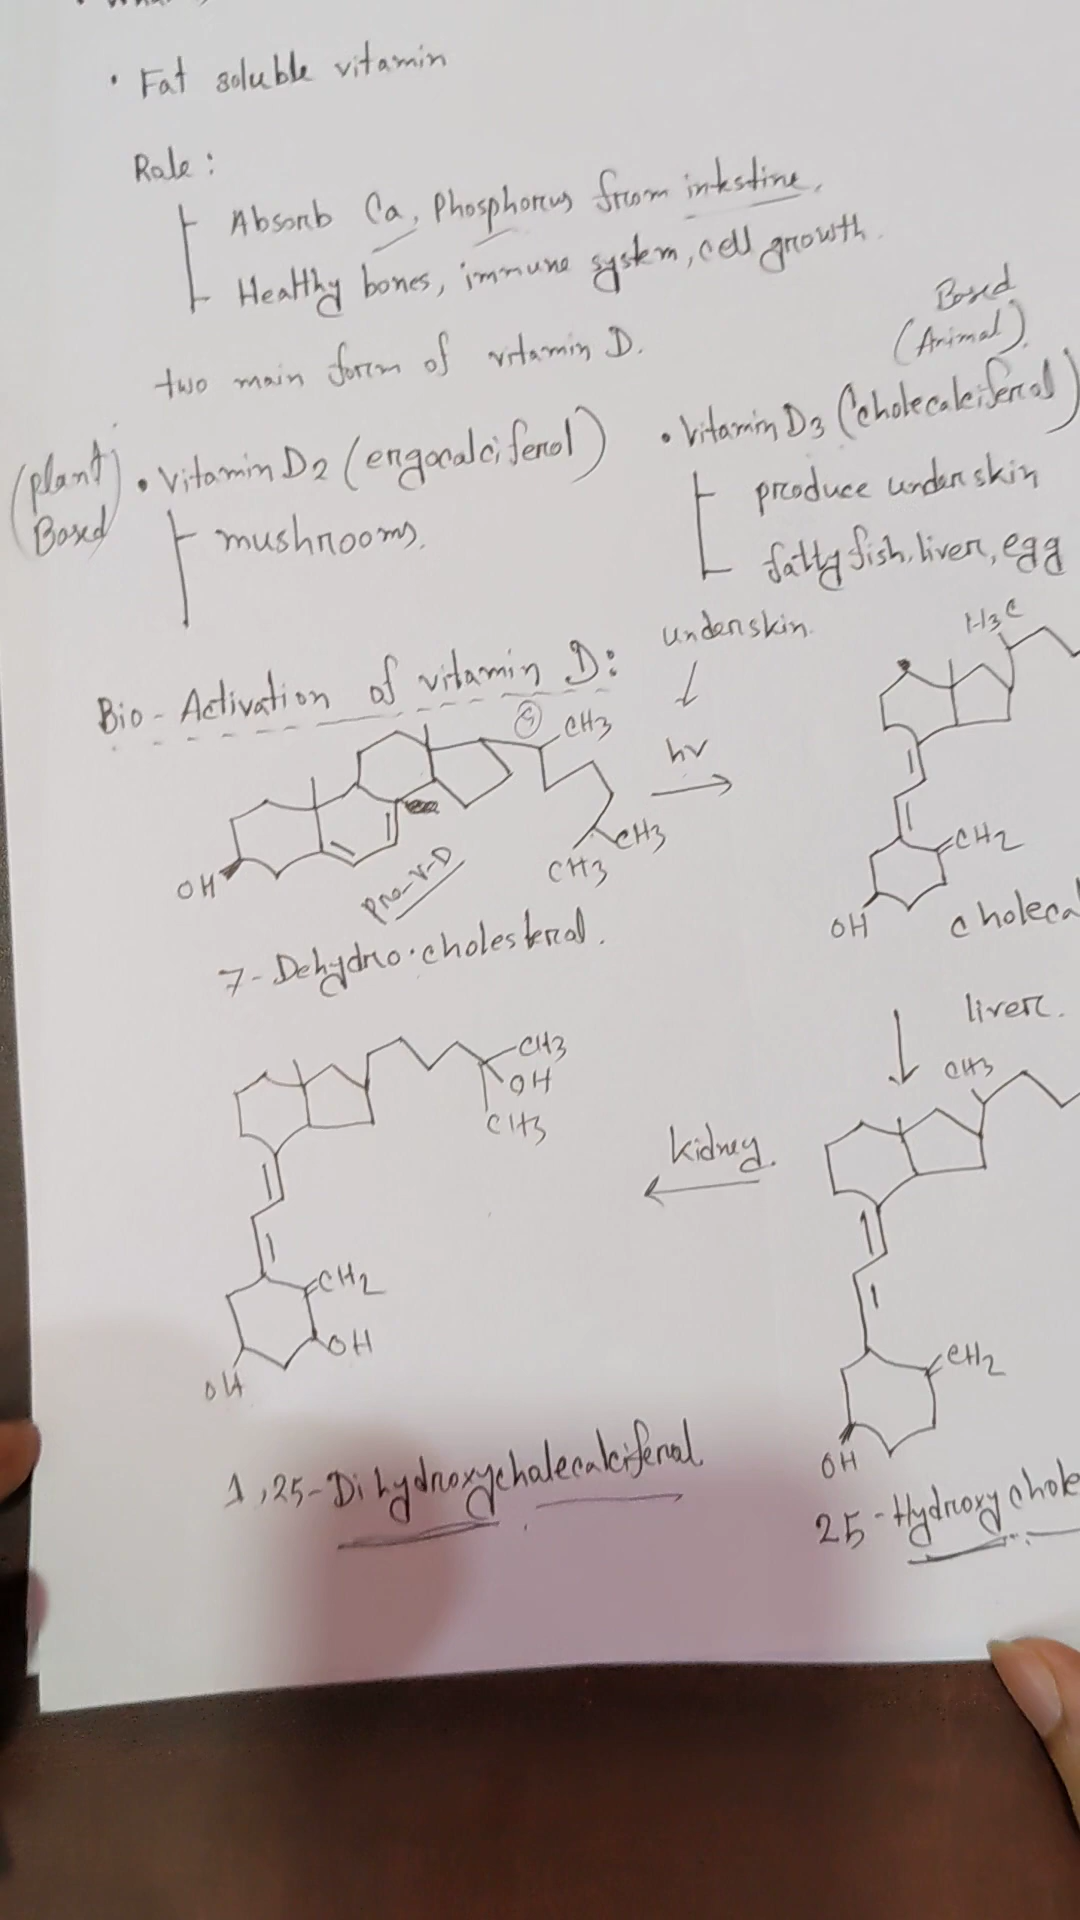 • Fat soluble vitamin
Role :
Absorb Ca, Phosphorus from intestine.
Healthy bones, immune system, cell growth.
two main form of vitamin D.
(plant) Based
• vitamin D2 (ergocalciferol)
mushrooms.
Based (Animal)
• Vitamin D3 (cholecalciferol)
produce under skin
fatty fish, liver, egg
Bio-Activation of vitamin D:
under skin.
hv
CH3
CH3
CH3
OH
Pro-V-D
7-Dehydro-cholesterol.
H3C
CH2
OH
cholecal
liver.
CH3
CH2
OH
25-Hydroxy chole
kidney.
CH3
OH
CH3
CH2
OH
OH
1,25-Dihydroxycholecalciferol